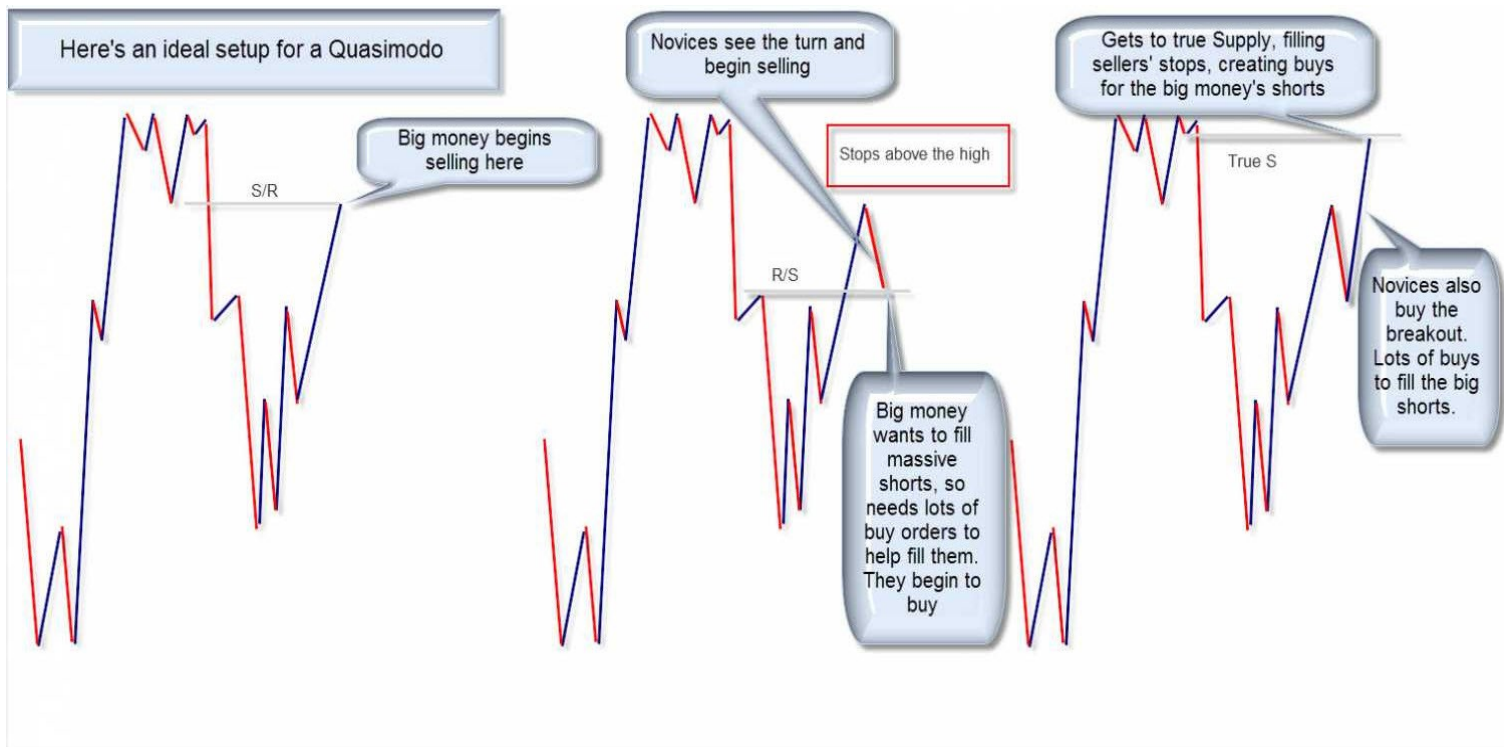 Here's an ideal setup for a Quasimodo
Big money begins
selling here
S/R
Novices see the turn and
begin selling
Stops above the high
R/S
Big money
wants to fill
massive
shorts, so
needs lots of
buy orders to
help fill them.
They begin to
buy
Gets to true Supply, filling
sellers' stops, creating buys
for the big money's shorts
True S
Novices also
buy the
breakout.
Lots of buys
to fill the big
shorts.